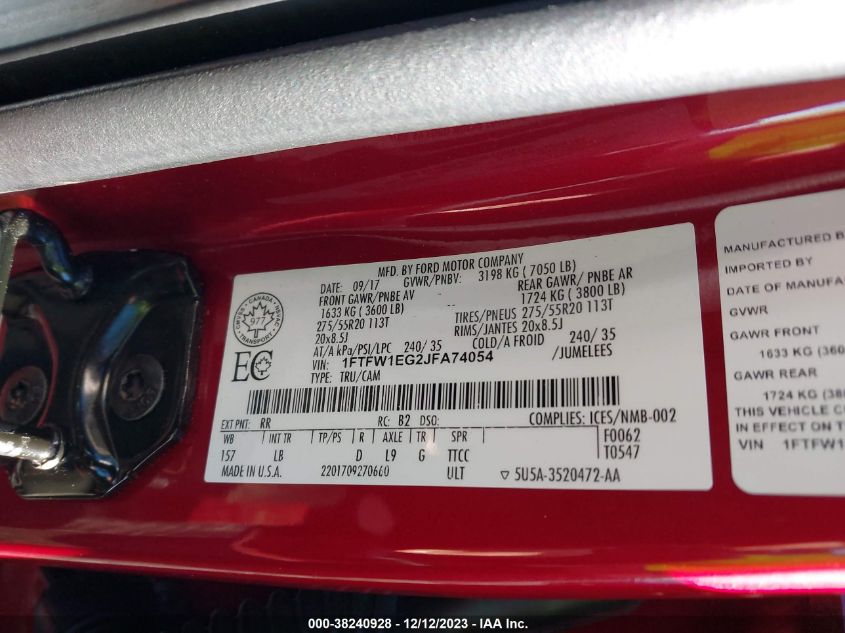 MFD. BY FORD MOTOR COMPANY
DATE: 09/17 GVWR/PNBV: 3198 KG ( 7050 LB)
FRONT GAWR/PNBE AV REAR GAWR/ PNBE AR
1633 KG ( 3600 LB) 1724 KG ( 3800 LB)
275/55R20 113T TIRES/PNEUS 275/55R20 113T
20x8.5J RIMS/JANTES 20x8.5J
AT/A kPa/PSI/LPC 240/ 35 COLD/A FROID 240/ 35
VIN: 1FTFW1EG2JFA74054 /JUMELEES
TYPE: TRU/CAM
CANADA
977
TRANSPORT
EC
EXT PNT: RR RC: B2 DSO: COMPLIES: ICES/NMB-002
WB INT TR TP/PS R AXLE TR SPR F0062
157 LB D L9 G TTCC T0547
MADE IN U.S.A. 2201709270660 ULT ▽ 5U5A-3520472-AA
MANUFACTURED B
IMPORTED BY
DATE OF MANUFA
GVWR
GAWR FRONT
1633 KG (360
GAWR REAR
1724 KG (3800
THIS VEHICLE CO
IN EFFECT ON T
VIN 1FTFW1
000-38240928 - 12/12/2023 - IAA Inc.